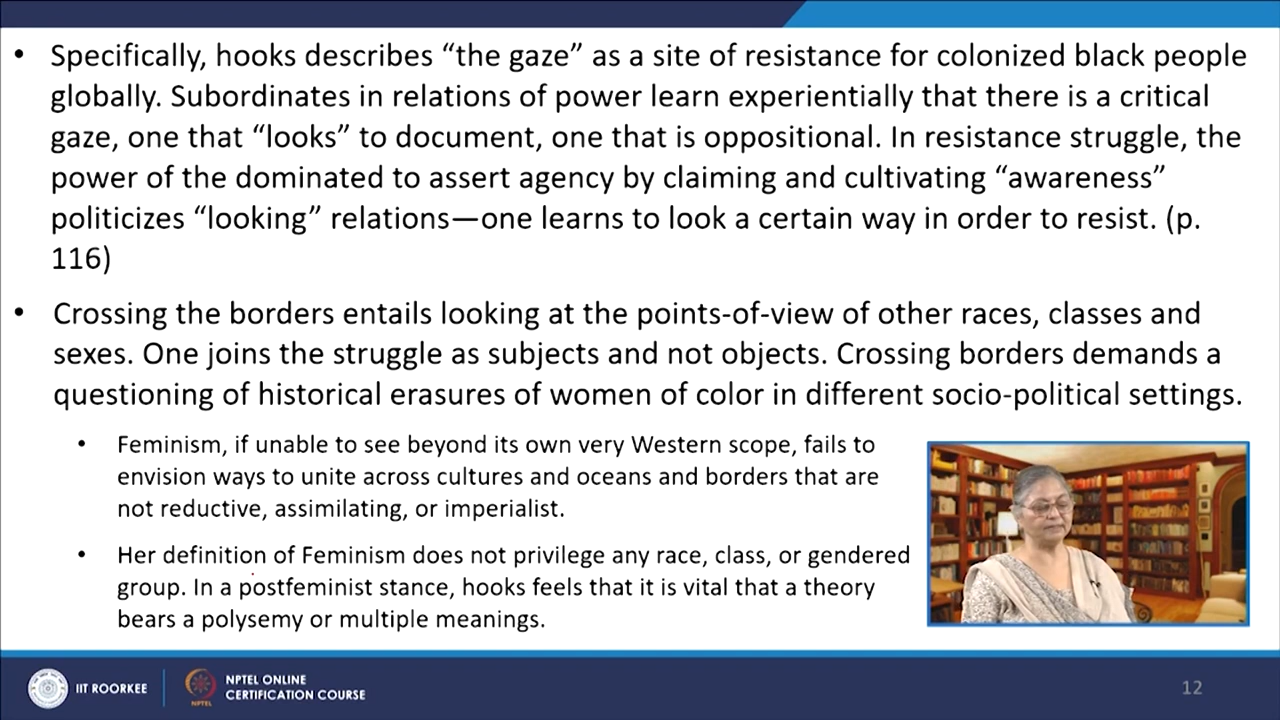 • Specifically, hooks describes “the gaze” as a site of resistance for colonized black people
globally. Subordinates in relations of power learn experientially that there is a critical
gaze, one that “looks” to document, one that is oppositional. In resistance struggle, the
power of the dominated to assert agency by claiming and cultivating “awareness”
politicizes “looking” relations—one learns to look a certain way in order to resist. (p.
116)
• Crossing the borders entails looking at the points-of-view of other races, classes and
sexes. One joins the struggle as subjects and not objects. Crossing borders demands a
questioning of historical erasures of women of color in different socio-political settings.
• Feminism, if unable to see beyond its own very Western scope, fails to
envision ways to unite across cultures and oceans and borders that are
not reductive, assimilating, or imperialist.
• Her definition of Feminism does not privilege any race, class, or gendered
group. In a postfeminist stance, hooks feels that it is vital that a theory
bears a polysemy or multiple meanings.
IIT ROORKEE
NPTEL
NPTEL ONLINE
CERTIFICATION COURSE
12